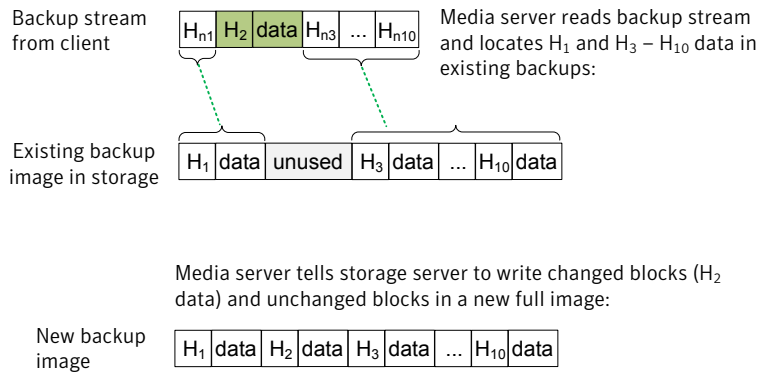 Backup stream
from client
H₍n1₎ H₂ data H₍n3₎ ... H₍n10₎
Media server reads backup stream
and locates H₁ and H₃ – H₁₀ data in
existing backups:
Existing backup
image in storage
H₁ data unused H₃ data ... H₁₀ data
Media server tells storage server to write changed blocks (H₂
data) and unchanged blocks in a new full image:
New backup
image
H₁ data H₂ data H₃ data ... H₁₀ data